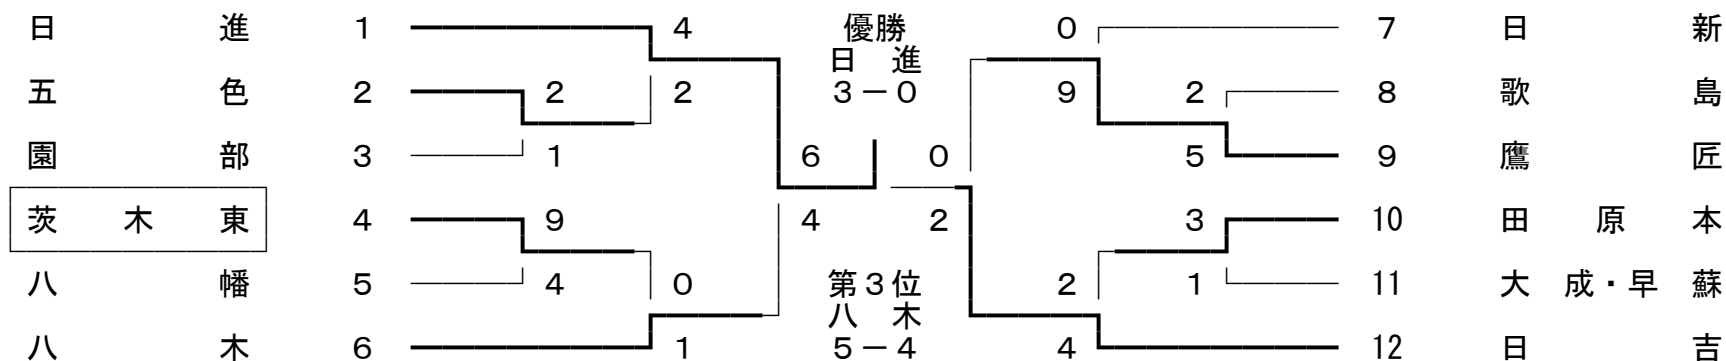 日進 1 4 優勝 0 7 日新
日進
五色 2 2 2 3－0 9 2 8 歌島
園部 3 1 6 0 5 9 鷹匠
茨木東 4 9 4 2 3 10 田原本
八幡 5 4 0 第3位 2 1 11 大成・早蘇
八木
八木 6 1 5－4 4 12 日吉